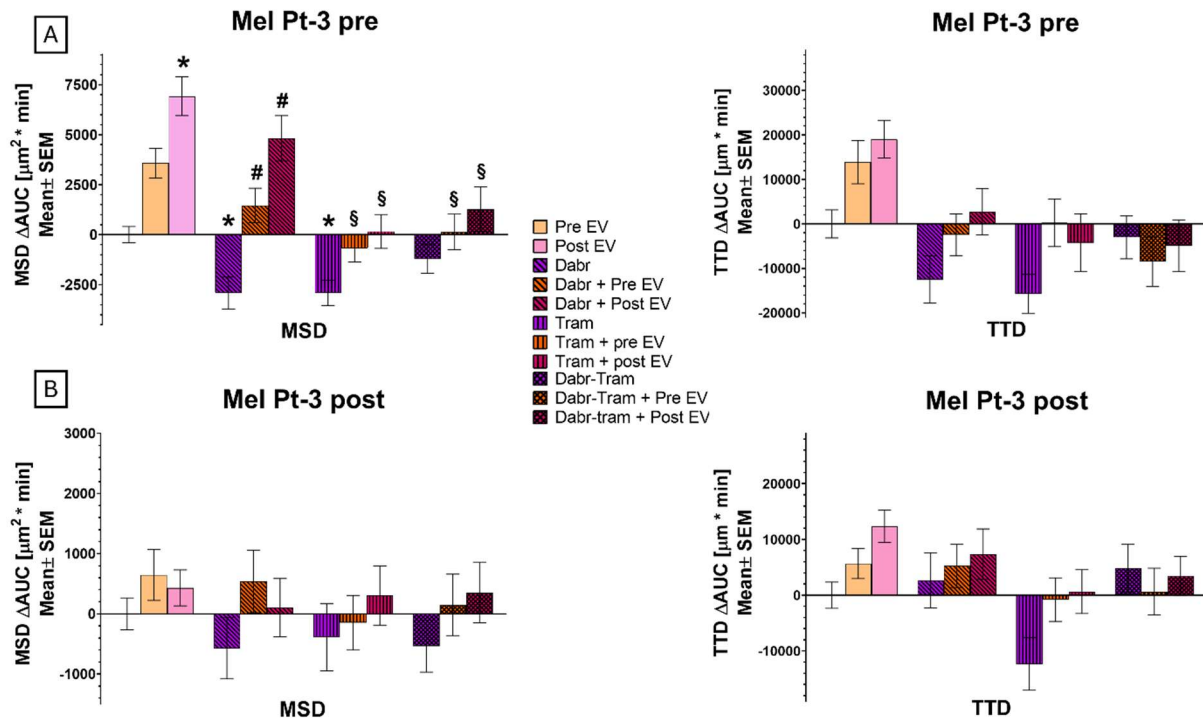 A
Mel Pt-3 pre
MSD ΔAUC [µm² * min]
Mean± SEM
7500
5000
2500
0
-2500
*
*
#
#
*
§
§
§
§
MSD
Mel Pt-3 pre
TTD ΔAUC [µm * min]
Mean± SEM
30000
20000
10000
0
-10000
-20000
TTD
Pre EV
Post EV
Dabr
Dabr + Pre EV
Dabr + Post EV
Tram
Tram + pre EV
Tram + post EV
Dabr-Tram
Dabr-Tram + Pre EV
Dabr-tram + Post EV
B
Mel Pt-3 post
MSD ΔAUC [µm² * min]
Mean± SEM
3000
2000
1000
0
-1000
MSD
Mel Pt-3 post
TTD ΔAUC [µm * min]
Mean± SEM
20000
10000
0
-10000
TTD